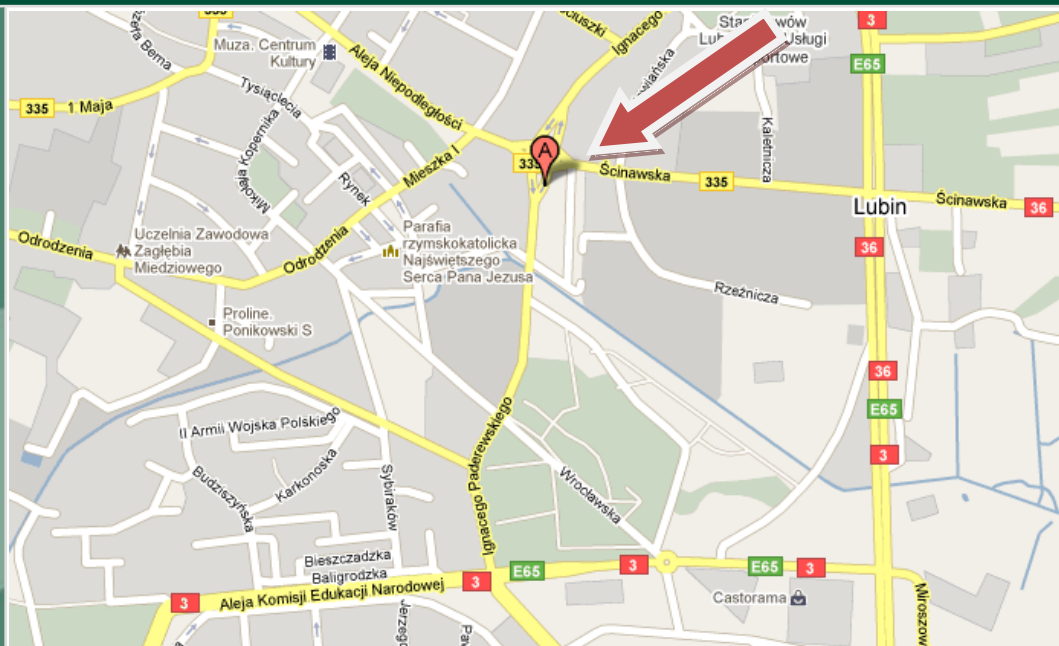 Muza. Centrum
Kultury
Aleja Niepodległości
Ignacego
Usługi
Tysiąclecia
335
1 Maja
Mikołaja Kopernika
Rynek
Mieszka I
A
Ścinawska
335
Kaletnicza
3
E65
Lubin
Ścinawska
36
36
Odrodzenia
Uczelnia Zawodowa
Zagłębia
Miedziowego
Odrodzenia
Parafia
rzymskokatolicka
Najświętszego
Serca Pana Jezusa
Rzeźnicza
Proline.
Ponikowski S
36
E65
3
II Armii Wojska Polskiego
Karkonoska
Budziszyńska
Sybiraków
Ignacego Paderewskiego
Wrocławska
Bieszczadzka
Baligrodzka
3
Aleja Komisji Edukacji Narodowej
3
E65
3
E65
3
Castorama